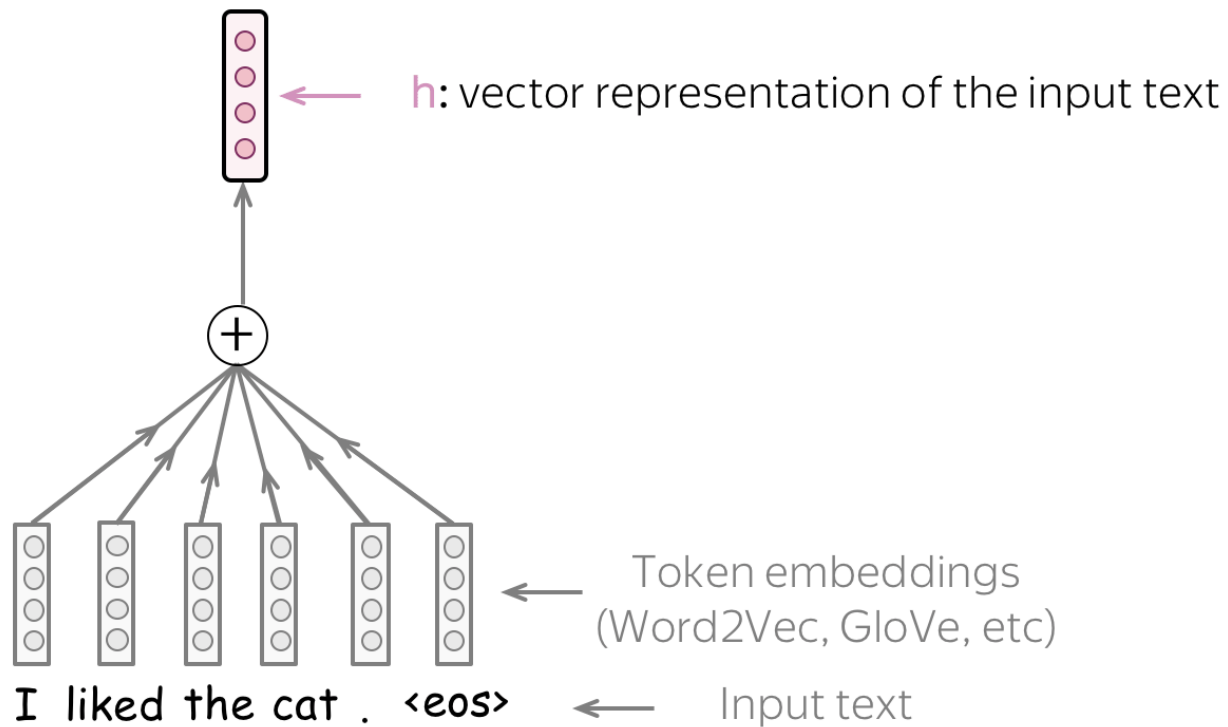 h: vector representation of the input text
+
Token embeddings
(Word2Vec, GloVe, etc)
I liked the cat . <eos>
Input text